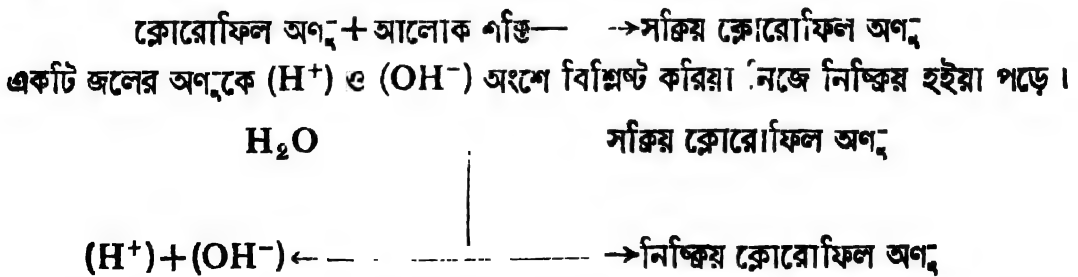 ক্লোরোফিল অণু + আলোক শক্তি— →সক্রিয় ক্লোরোফিল অণু
একটি জলের অণুকে (H⁺) ও (OH⁻) অংশে বিশ্লিষ্ট করিয়া নিজে নিষ্ক্রিয় হইয়া পড়ে।
H₂O সক্রিয় ক্লোরোফিল অণু
(H⁺)+(OH⁻)← - ---- ------→নিষ্ক্রিয় ক্লোরোফিল অণু